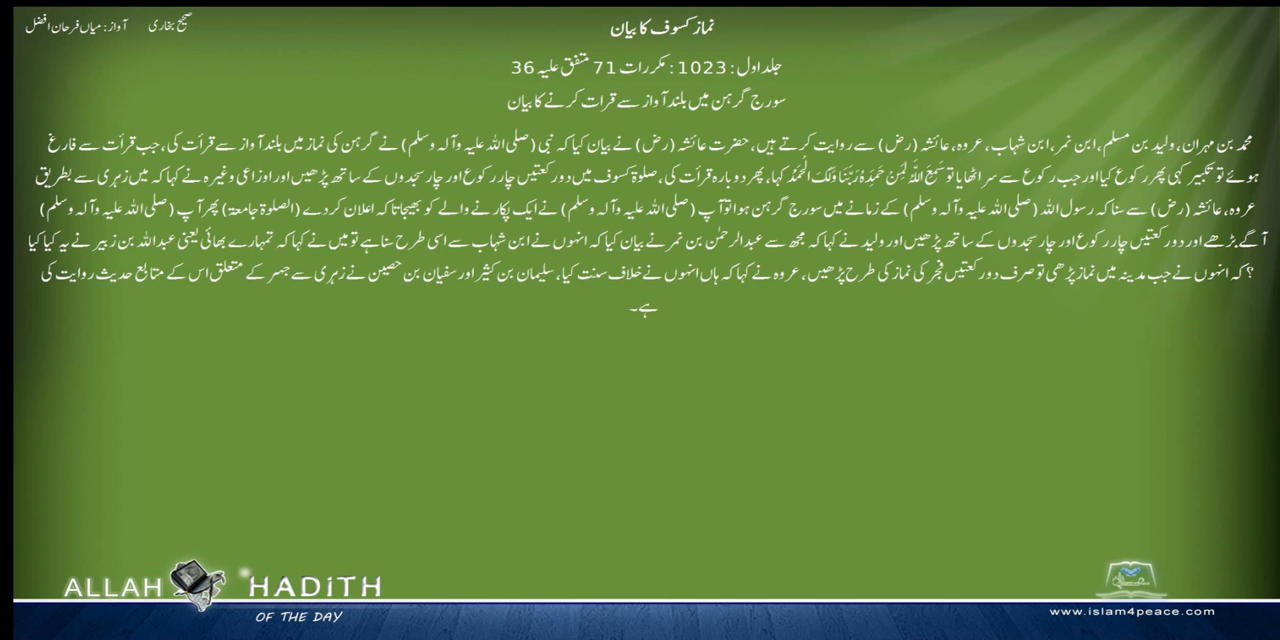 صحیح بخاری
آواز: میاں فرحان افضل
نماز کسوف کا بیان
جلد اول : 1023 : مکررات 71 متفق علیہ 36
سورج گرہن میں بلند آواز سے قرات کرنے کا بیان
محمد بن مہران، ولید بن مسلم، ابن نمر، ابن شہاب، عروہ، عائشہ (رض) سے روایت کرتے ہیں، حضرت عائشہ (رض) نے بیان کیا کہ نبی (صلی اللہ علیہ وآلہ وسلم) نے گرہن کی نماز میں بلند آواز سے قرأت کی، جب قرأت سے فارغ
ہوئے تو تکبیر کہی پھر رکوع کیا اور جب رکوع سے سر اٹھایا تو سَمِعَ اللَّهُ لِمَنْ حَمِدَهُ رَبَّنَا وَلَکَ الْحَمْدُ کہا، پھر دوبارہ قرأت کی، صلوۃ کسوف میں دو رکعتیں چار رکوع اور چار سجدوں کے ساتھ پڑھیں اور اوزاعی وغیرہ نے کہا کہ میں زہری سے بطریق
عروہ، عائشہ (رض) سے سنا کہ رسول اللہ (صلی اللہ علیہ وآلہ وسلم) کے زمانے میں سورج گرہن ہوا تو آپ (صلی اللہ علیہ وآلہ وسلم) نے ایک پکارنے والے کو بھیجا تاکہ اعلان کر دے (الصلوۃ جامعۃ) پھر آپ (صلی اللہ علیہ وآلہ وسلم)
آگے بڑھے اور دو رکعتیں چار رکوع اور چار سجدوں کے ساتھ پڑھیں اور ولید نے کہا کہ مجھ سے عبدالرحمٰن بن نمر نے بیان کیا کہ انہوں نے ابن شہاب سے اسی طرح سنا ہے تو میں نے کہا کہ تمہارے بھائی یعنی عبداللہ بن زبیر نے یہ کیا کیا
؟ کہ انہوں نے جب مدینہ میں نماز پڑھی تو صرف دو رکعتیں فجر کی نماز کی طرح پڑھیں، عروہ نے کہا کہ ہاں انہوں نے خلاف سنت کیا، سلیمان بن کثیر اور سفیان بن حصین نے زہری سے جہر کے متعلق اس کے متابع حدیث روایت کی
ہے۔
ALLAH HADITH
OF THE DAY
www.islam4peace.com